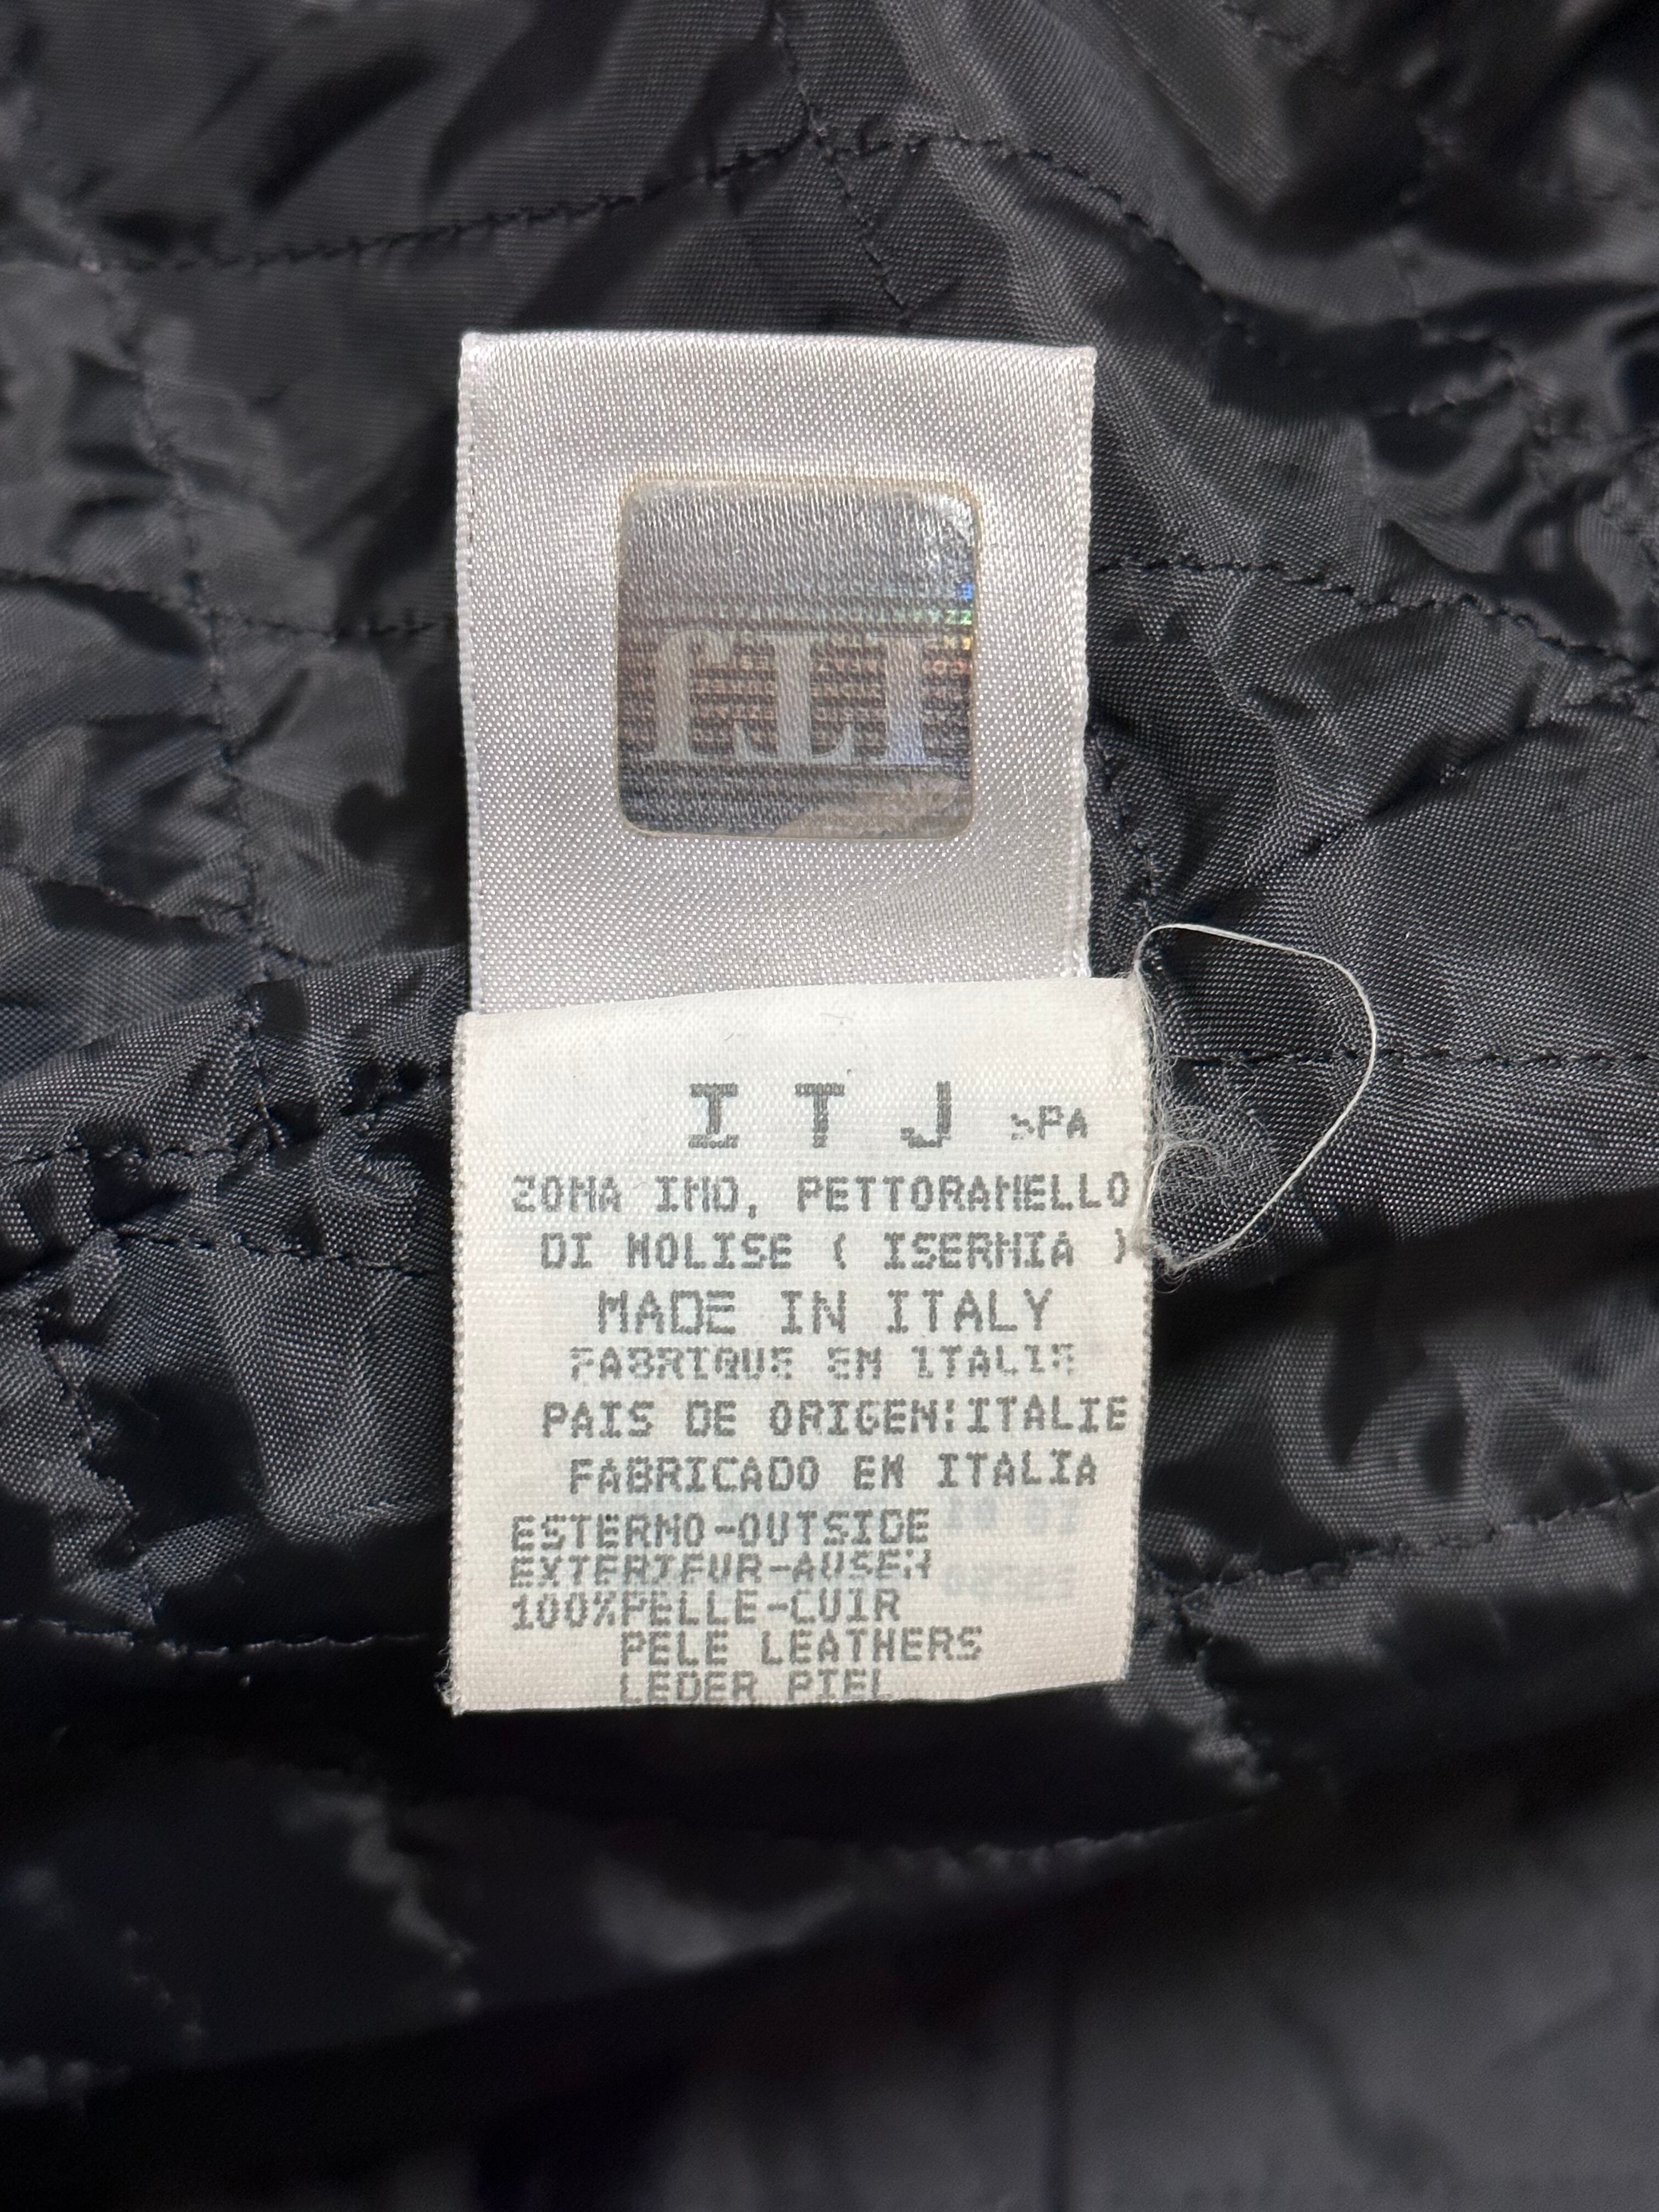 I T J SPA
ZONA IND, PETTORANELLO
DI MOLISE ( ISERNIA )
MADE IN ITALY
FABRIQUE EN ITALIE
PAIS DE ORIGEN:ITALIE
FABRICADO EN ITALIA
ESTERNO-OUTSIDE
EXTERIEUR-AUSEN
100%PELLE-CUIR
PELE LEATHERS
LEDER PIEL